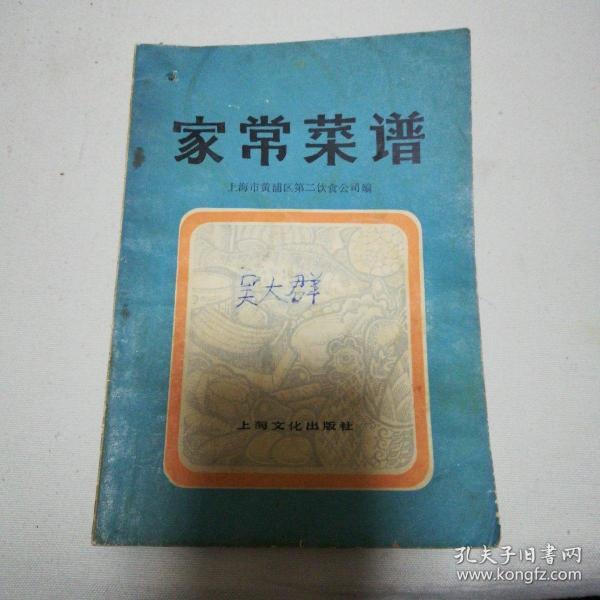 家常菜谱
上海市黄浦区第二饮食公司编
吴大群
上海文化出版社
孔夫子旧书网
www.kongfz.com